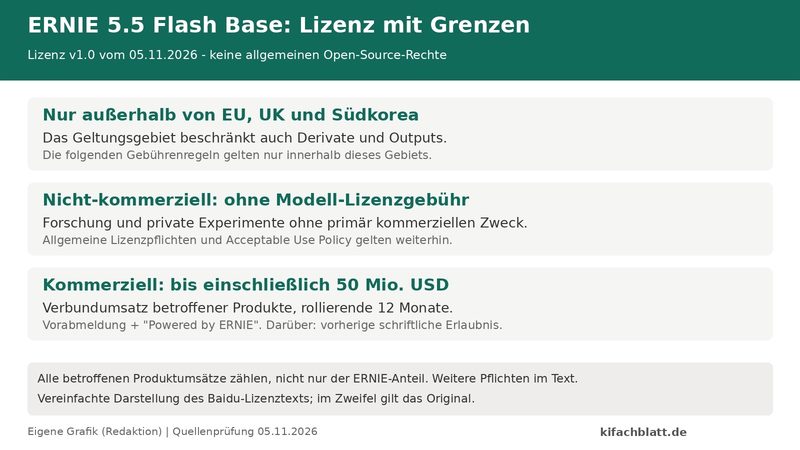 ERNIE 5.5 Flash Base: Lizenz mit Grenzen
Lizenz v1.0 vom 05.11.2026 - keine allgemeinen Open-Source-Rechte
Nur außerhalb von EU, UK und Südkorea
Das Geltungsgebiet beschränkt auch Derivate und Outputs.
Die folgenden Gebührenregeln gelten nur innerhalb dieses Gebiets.
Nicht-kommerziell: ohne Modell-Lizenzgebühr
Forschung und private Experimente ohne primär kommerziellen Zweck.
Allgemeine Lizenzpflichten und Acceptable Use Policy gelten weiterhin.
Kommerziell: bis einschließlich 50 Mio. USD
Verbundumsatz betroffener Produkte, rollierende 12 Monate.
Vorabmeldung + "Powered by ERNIE". Darüber: vorherige schriftliche Erlaubnis.
Alle betroffenen Produktumsätze zählen, nicht nur der ERNIE-Anteil. Weitere Pflichten im Text.
Vereinfachte Darstellung des Baidu-Lizenztexts; im Zweifel gilt das Original.
Eigene Grafik (Redaktion) | Quellenprüfung 05.11.2026
kifachblatt.de